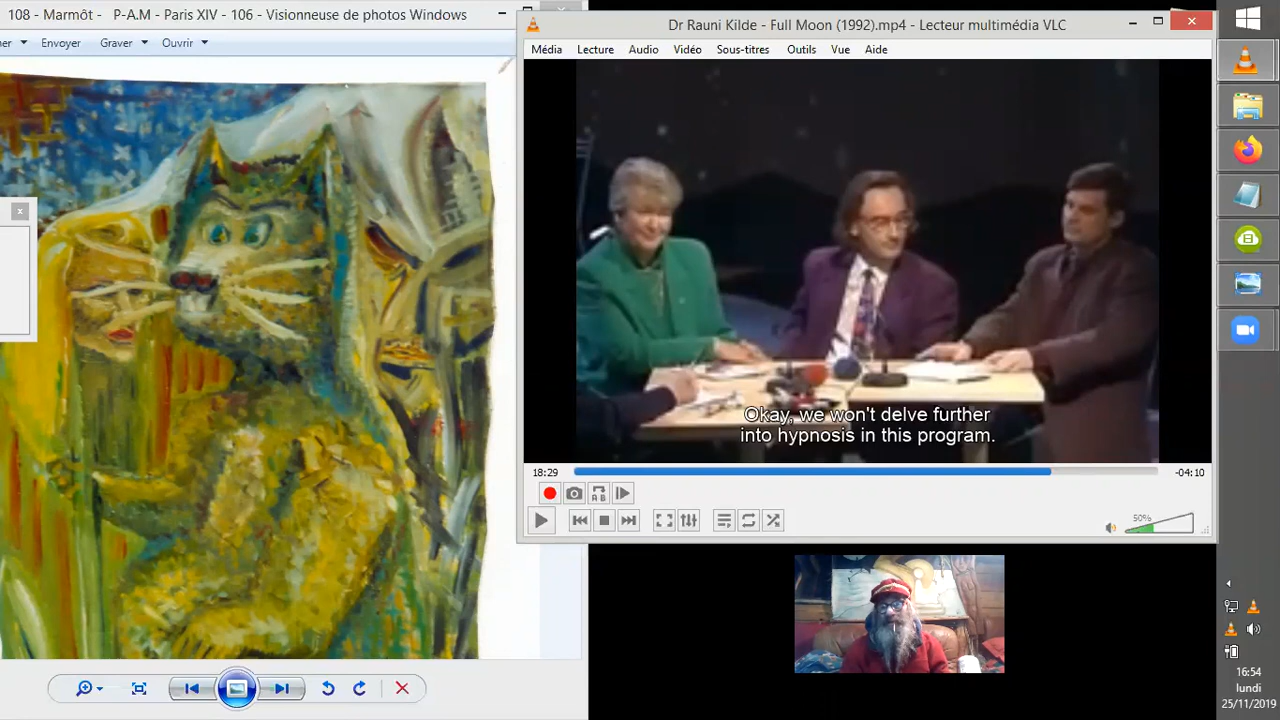 108 - Marmôt - P-A-M - Paris XIV - 106 - Visionneuse de photos Windows
Envoyer Graver Ouvrir
Dr Rauni Kilde - Full Moon (1992).mp4 - Lecteur multimédia VLC
Média Lecture Audio Vidéo Sous-titres Outils Vue Aide
Okay, we won't delve further
into hypnosis in this program.
18:29
-04:10
50%
16:54
lundi
25/11/2019